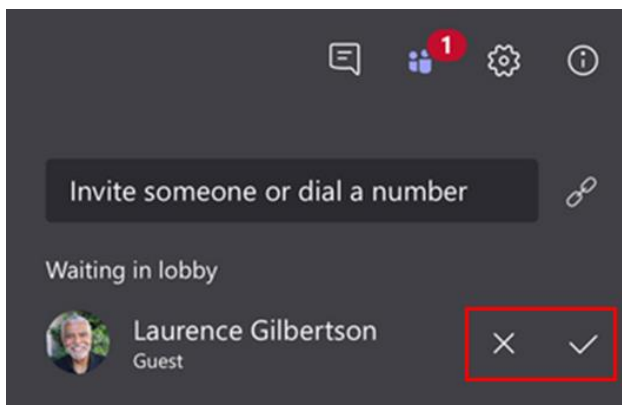 1
Invite someone or dial a number
Waiting in lobby
Laurence Gilbertson
Guest